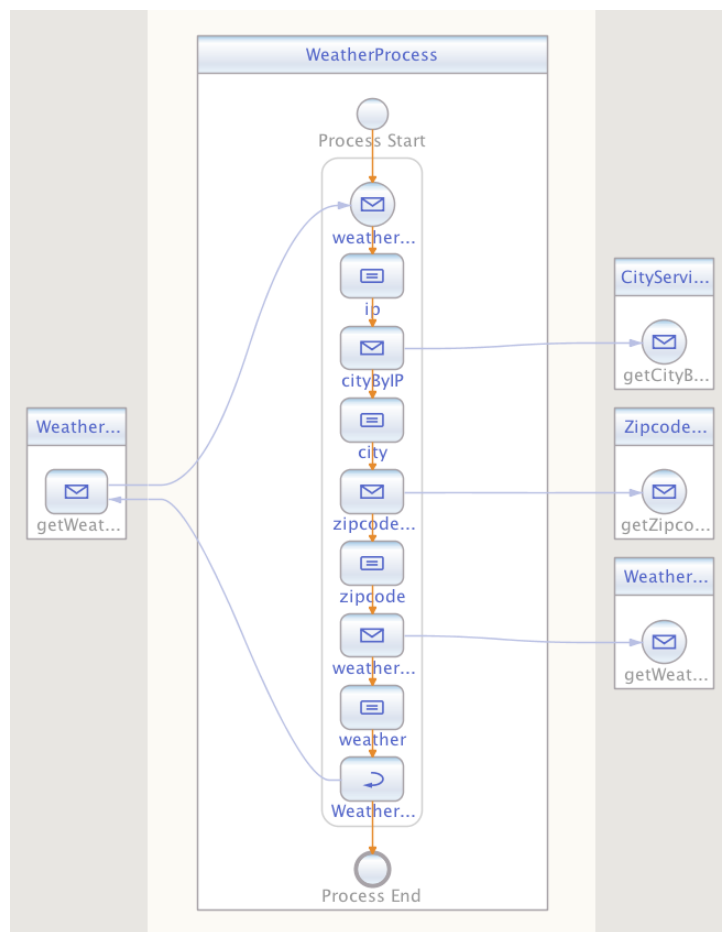 WeatherProcess
Process Start
weather...
ip
cityByIP
city
zipcode...
zipcode
weather...
weather
Weather...
Process End
Weather...
getWeat...
CityServi...
getCityB...
Zipcode...
getZipco...
Weather...
getWeat...